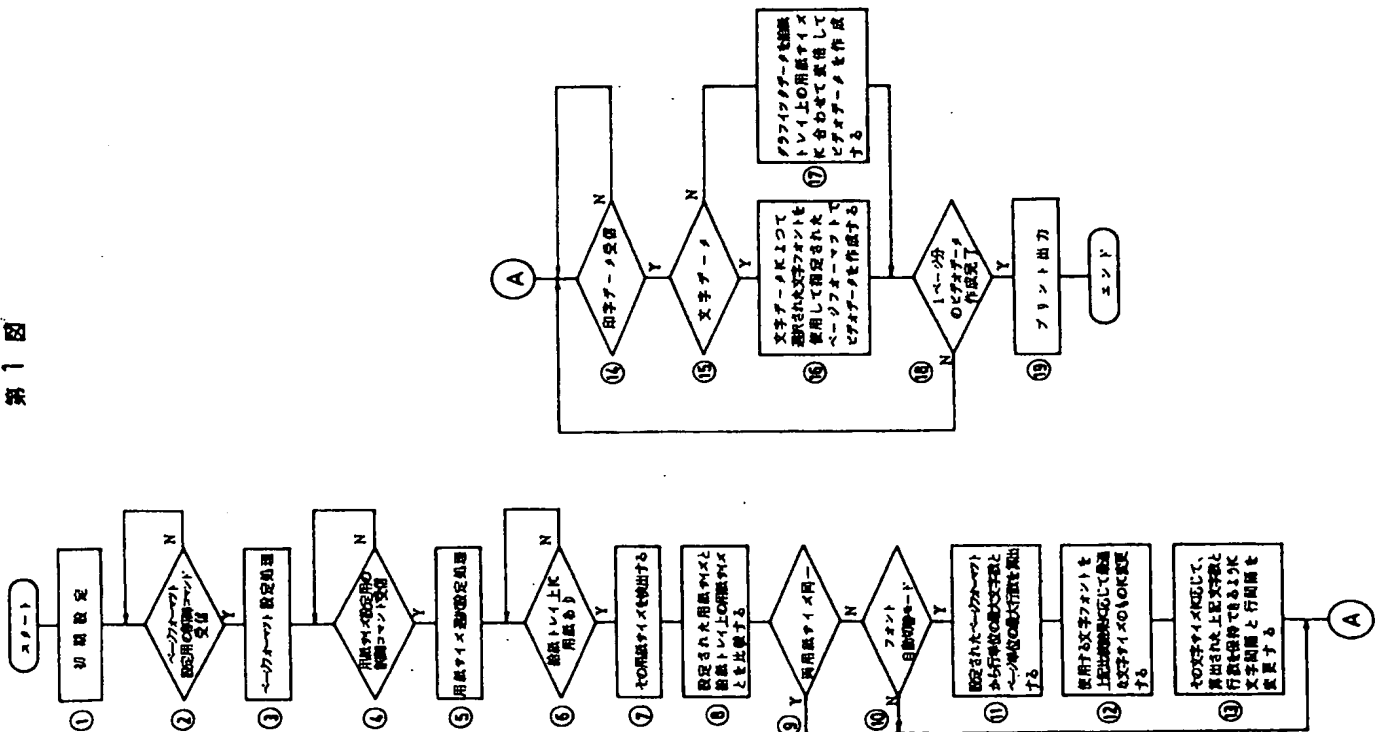 第1図
スタート
①
初期設定
②
ページフォーマット
設定用の制御コマンド
受信
N
Y
③
ページフォーマット設定処理
④
用紙サイズ設定用の
制御コマンド受信
N
Y
⑤
用紙サイズ選択設定処理
⑥
給紙トレイ上に
用紙あり
N
Y
⑦
その用紙サイズを検出する
⑧
設定された用紙サイズと
給紙トレイ上の用紙サイズ
とを比較する
⑨
両用紙サイズ同一
Y
N
⑩
フォント
自動切替モード
N
Y
⑪
設定されたページフォーマット
から行単位の最大文字数と
ページ単位の最大行数を算出
する
⑫
使用する文字フォントを
上記比較結果に応じて最適
な文字サイズのものに変更
する
⑬
その文字サイズに応じて、
算出された上記文字数と
行数を保持できるように
文字間隔と行間隔を
変更する
A
A
⑭
印字データ受信
N
Y
⑮
文字データ
N
Y
⑯
文字データによつて
選択された文字フォントを
使用して指定された
ページフォーマットで
ビデオデータを作成する
⑰
グラフィックデータを給紙
トレイ上の用紙サイズ
に合わせて変倍して
ビデオデータを作成
する
⑱
1ページ分
のビデオデータ
作成完了
N
Y
⑲
プリント出力
エンド